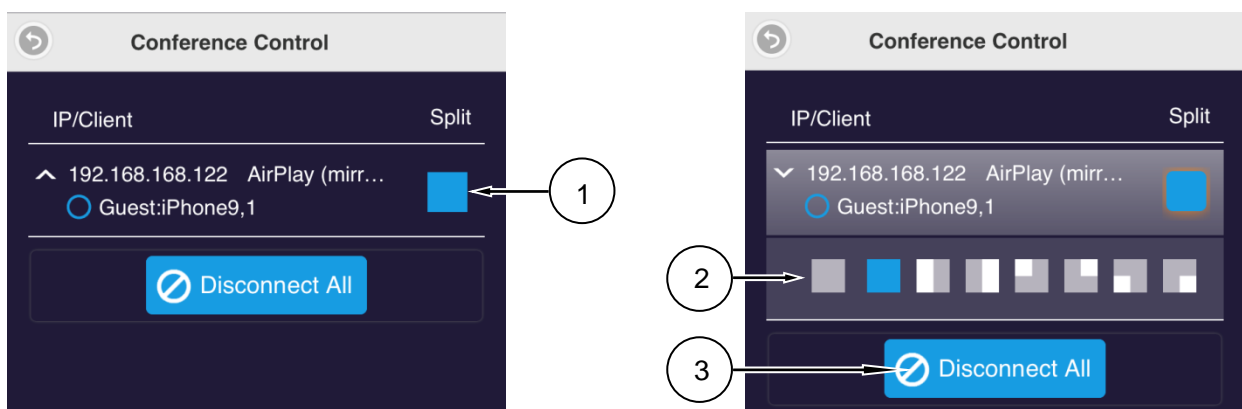 Conference Control
IP/Client Split
192.168.168.122 AirPlay (mirr…
Guest:iPhone9,1
1
Disconnect All
Conference Control
IP/Client Split
192.168.168.122 AirPlay (mirr…
Guest:iPhone9,1
2
3
Disconnect All